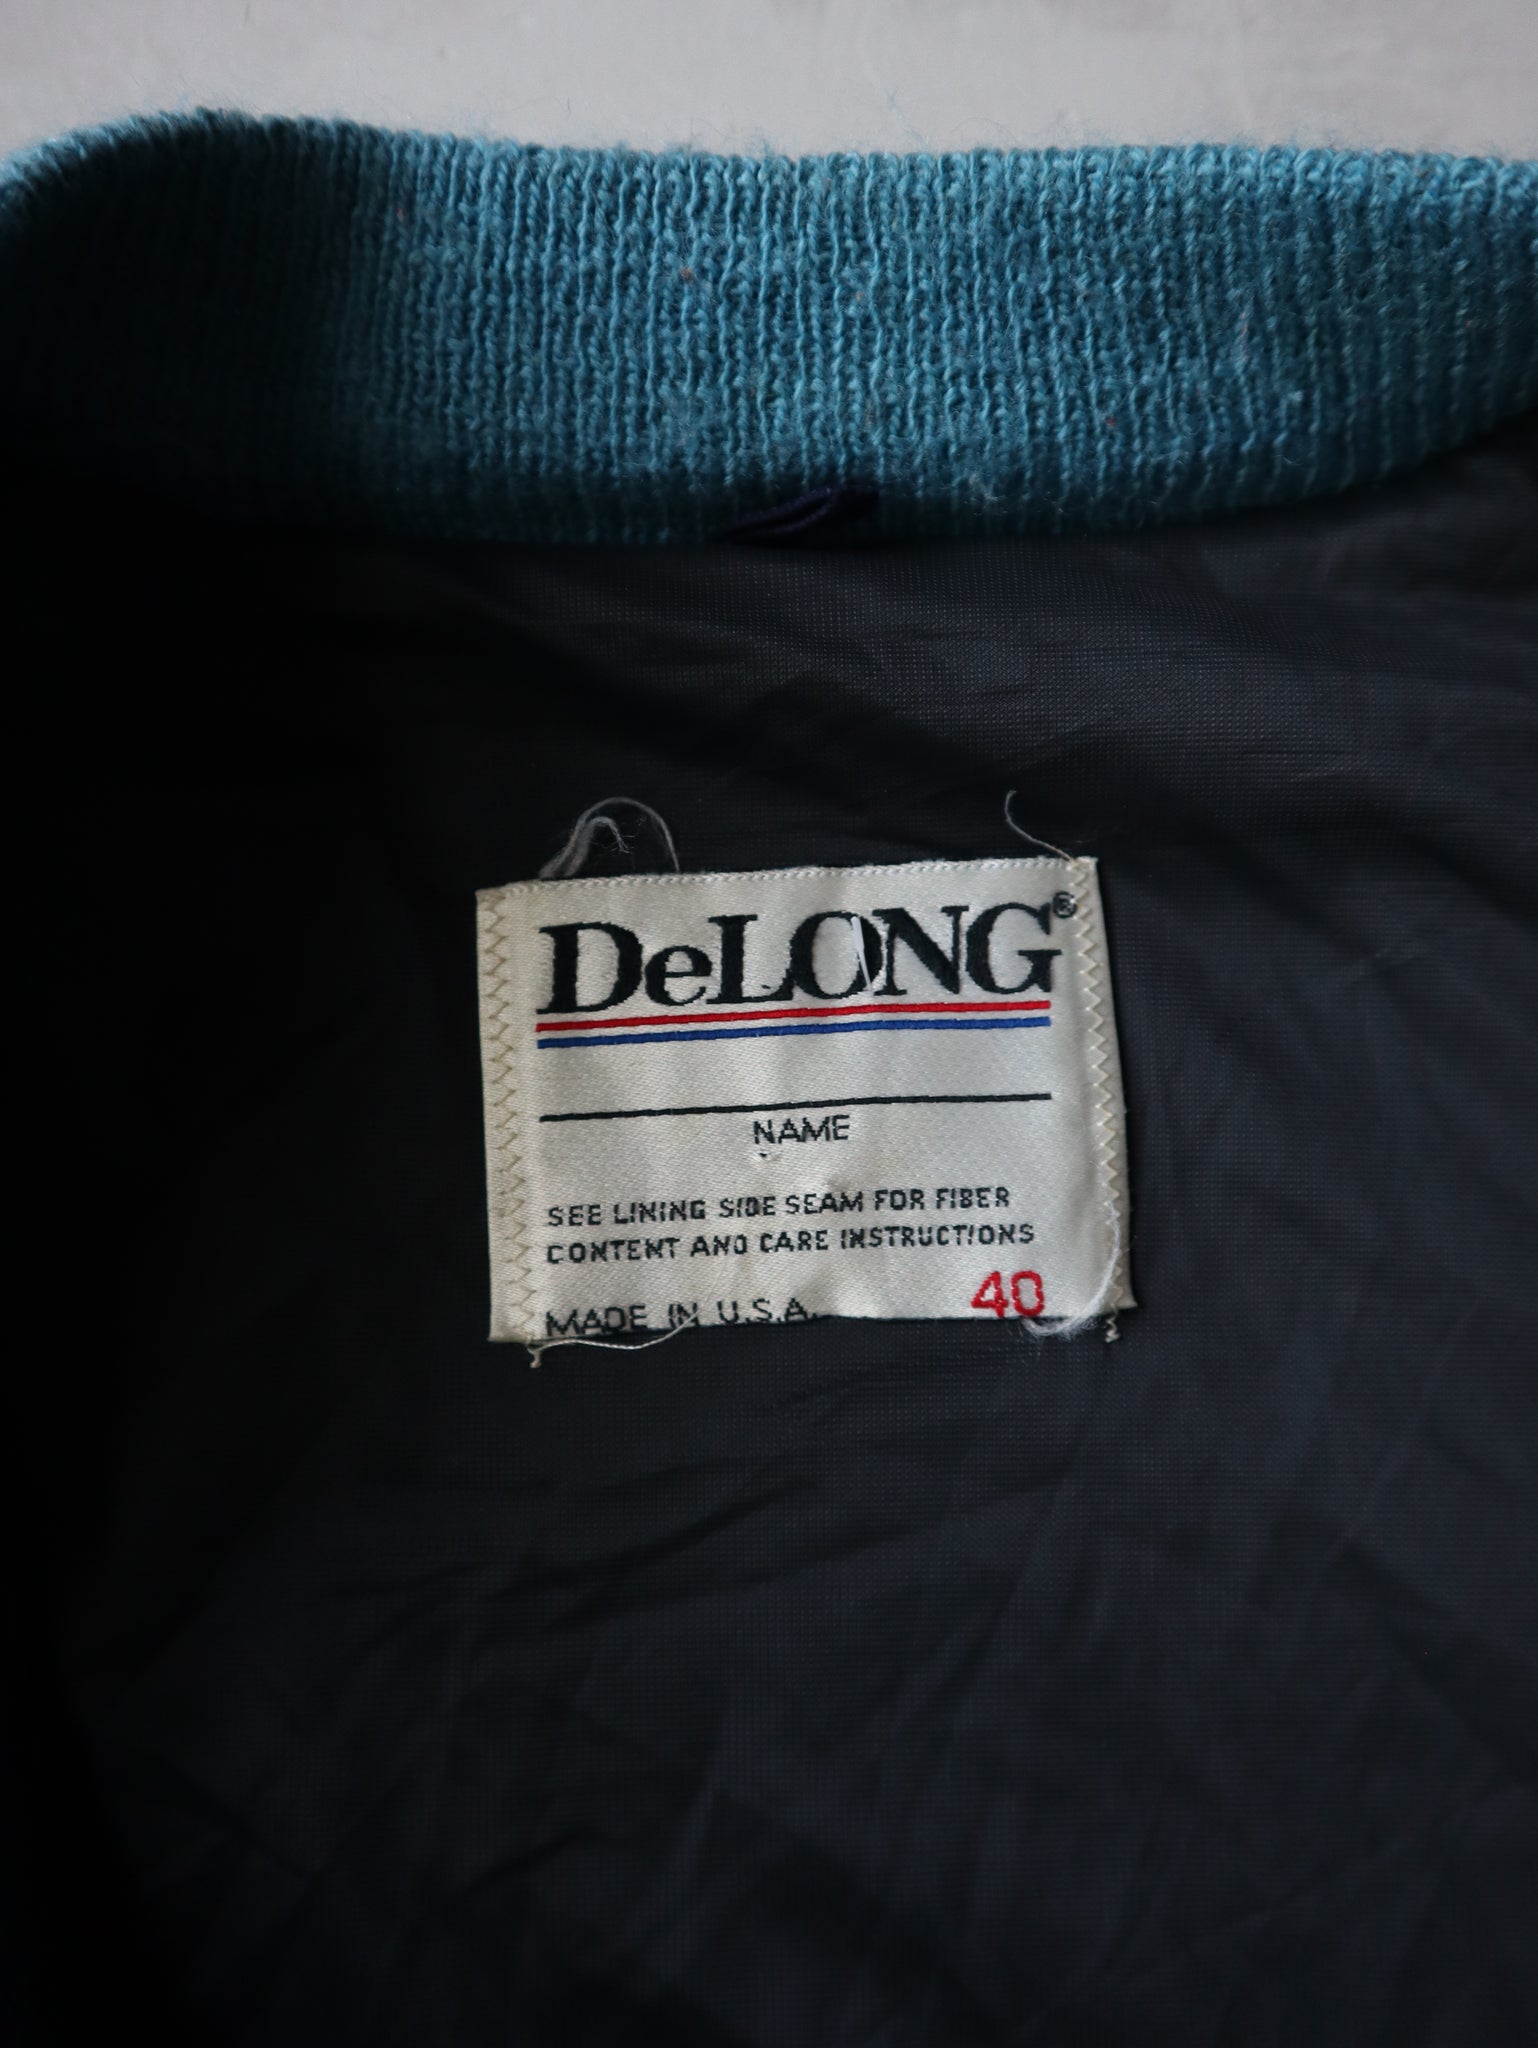 DeLONG®
NAME
SEE LINING SIDE SEAM FOR FIBER
CONTENT AND CARE INSTRUCTIONS
MADE IN U.S.A. 40